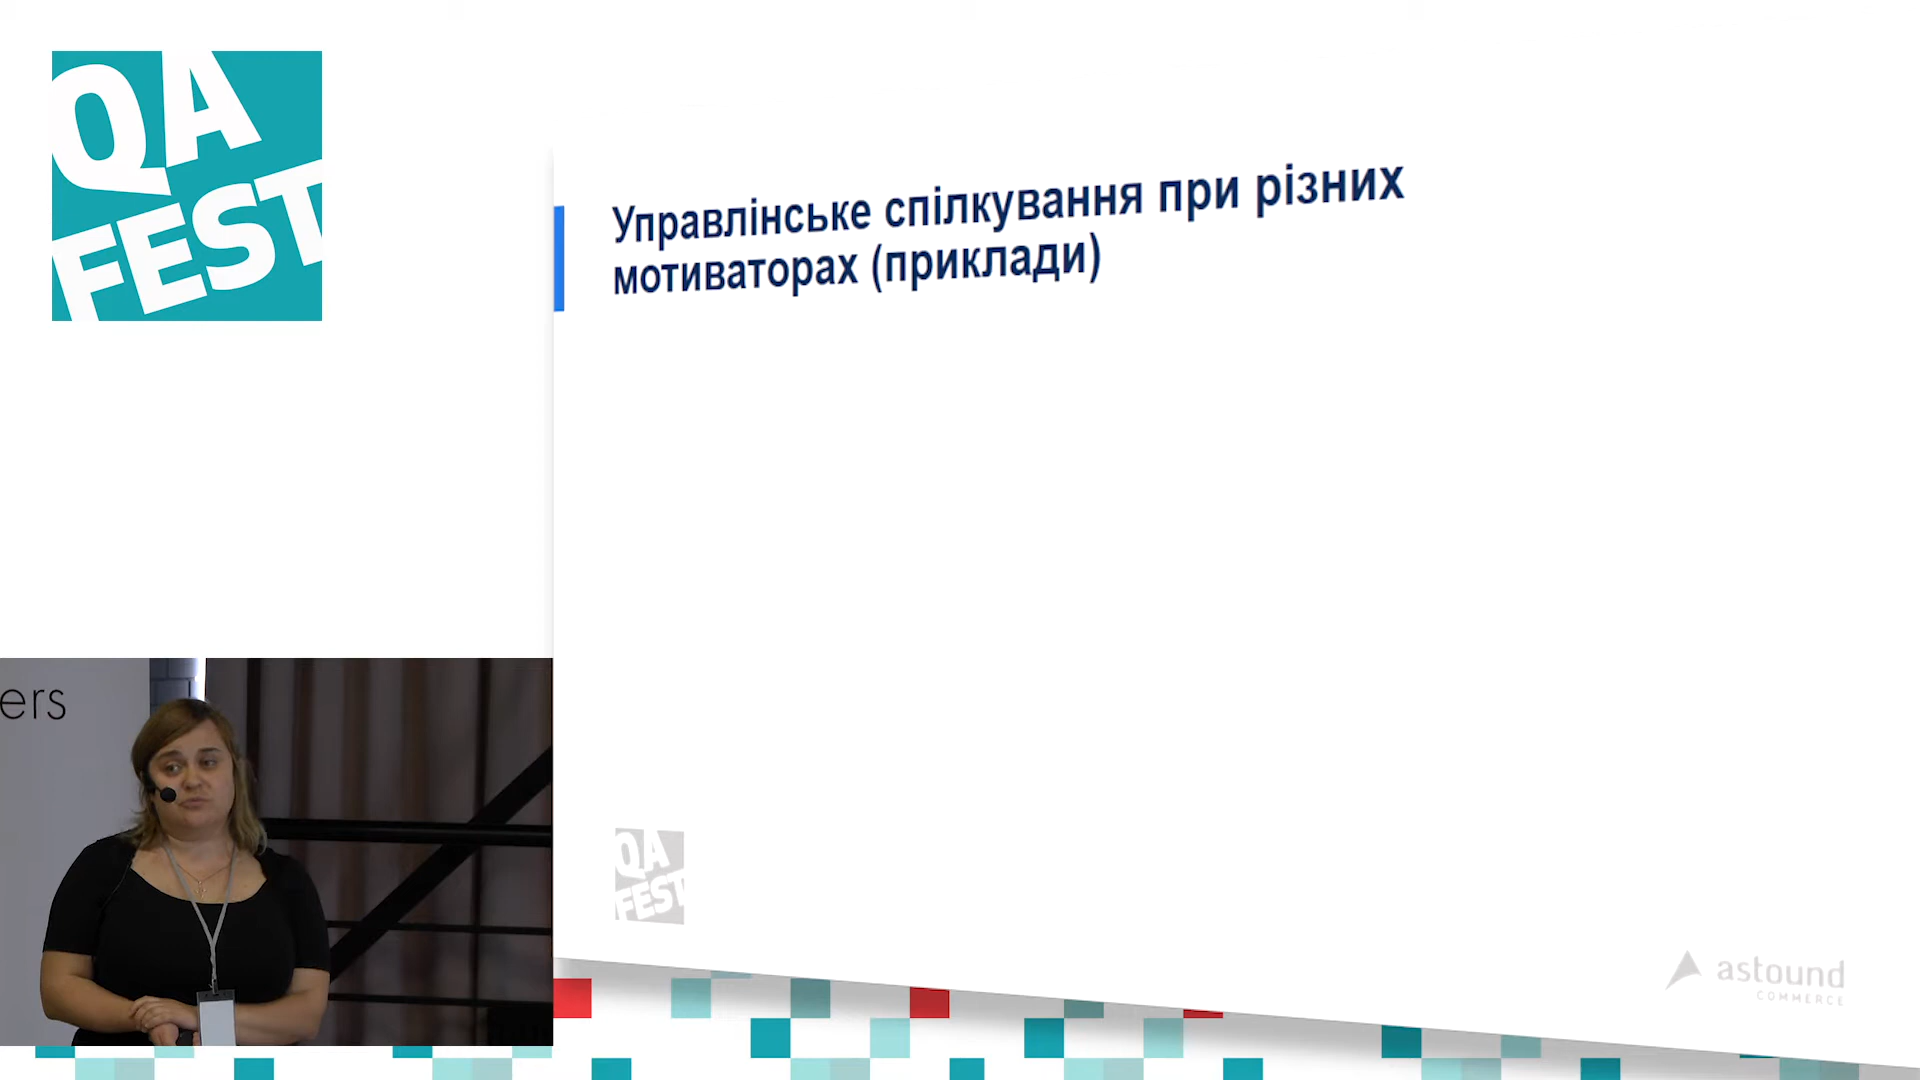 QA
FEST
Управлінське спілкування при різних
мотиваторах (приклади)
ers
QA
FEST
astound
COMMERCE